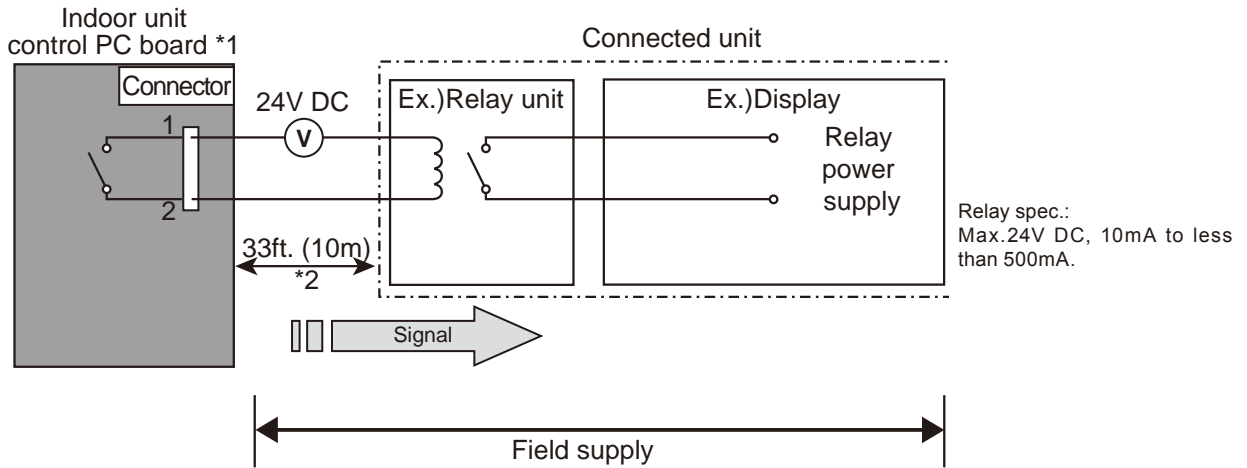 Indoor unit
control PC board *1
Connected unit
Connector
24V DC
Ex.)Relay unit
Ex.)Display
1
V
Relay
power
supply
2
Relay spec.:
Max.24V DC, 10mA to less
than 500mA.
33ft. (10m)
*2
Signal
Field supply